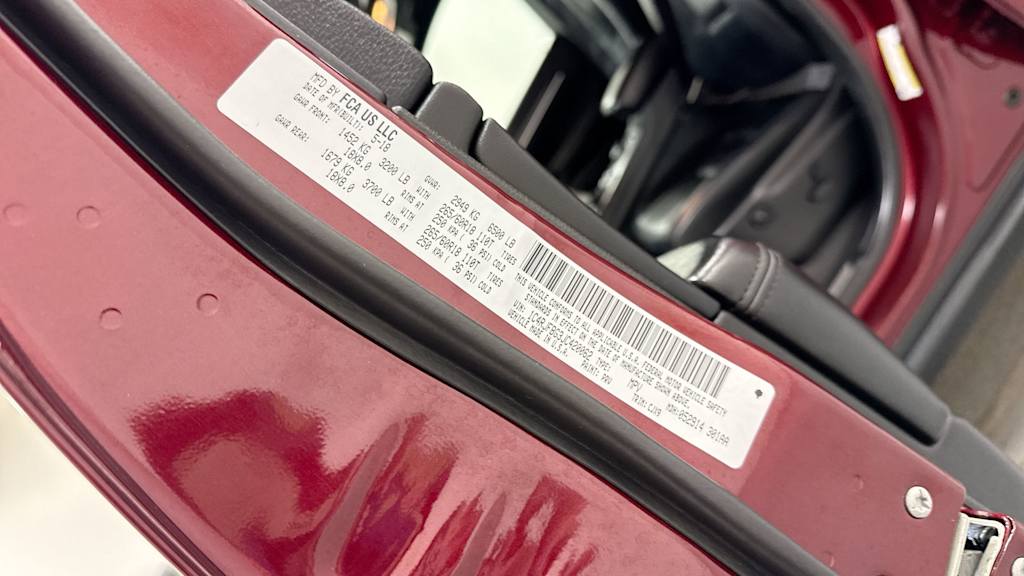 MFD BY FCA US LLC
DATE OF MFR/BUILT: 5-18
GVWR: 2949 KG 6500 LB
GAWR FRONT: 1452 KG 3200 LB WITH 265/60R18 110T TIRES
18X8.0 RIMS AT 250 KPA / 36 PSI COLD
GAWR REAR: 1679 KG 3700 LB WITH 265/60R18 110T TIRES
18X8.0 RIMS AT 250 KPA / 36 PSI COLD
THIS VEHICLE CONFORMS TO ALL APPLICABLE U.S.A. FEDERAL MOTOR VEHICLE SAFETY
STANDARDS IN EFFECT ON THE DATE OF MANUFACTURE SHOWN ABOVE.
VIN: TYPE: MPV
MDH: 301AA
VEHICLE MADE IN U.S.A. PAINT: PRV